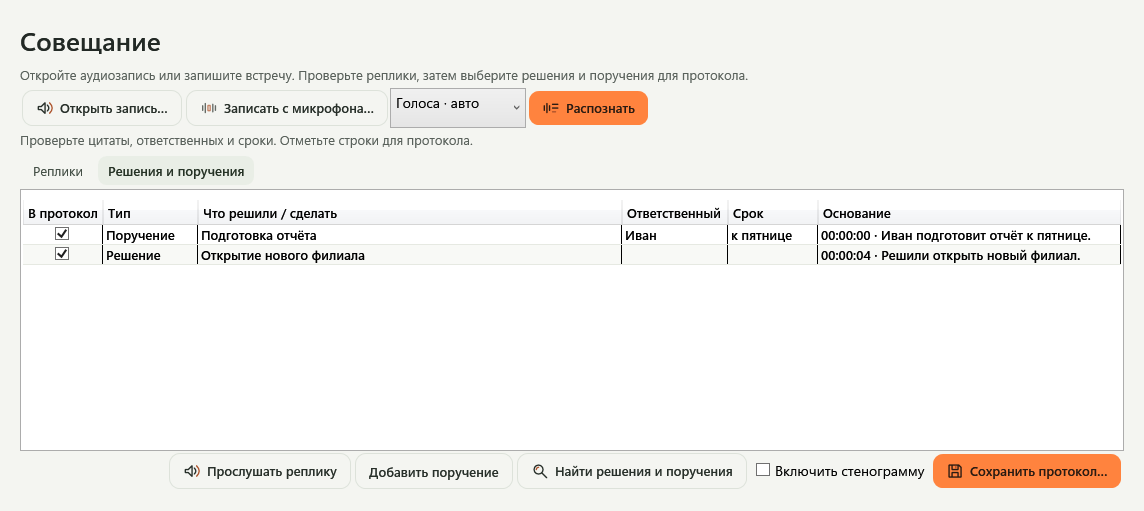 Совещание
Откройте аудиозапись или запишите встречу. Проверьте реплики, затем выберите решения и поручения для протокола.
Открыть запись... Записать с микрофона... Голоса · авто Распознать
Проверьте цитаты, ответственных и сроки. Отметьте строки для протокола.
Реплики Решения и поручения
В протокол Тип Что решили / сделать Ответственный Срок Основание
Поручение Подготовка отчёта Иван к пятнице 00:00:00 · Иван подготовит отчёт к пятнице.
Решение Открытие нового филиала 00:00:04 · Решили открыть новый филиал.
Прослушать реплику Добавить поручение Найти решения и поручения Включить стенограмму Сохранить протокол...